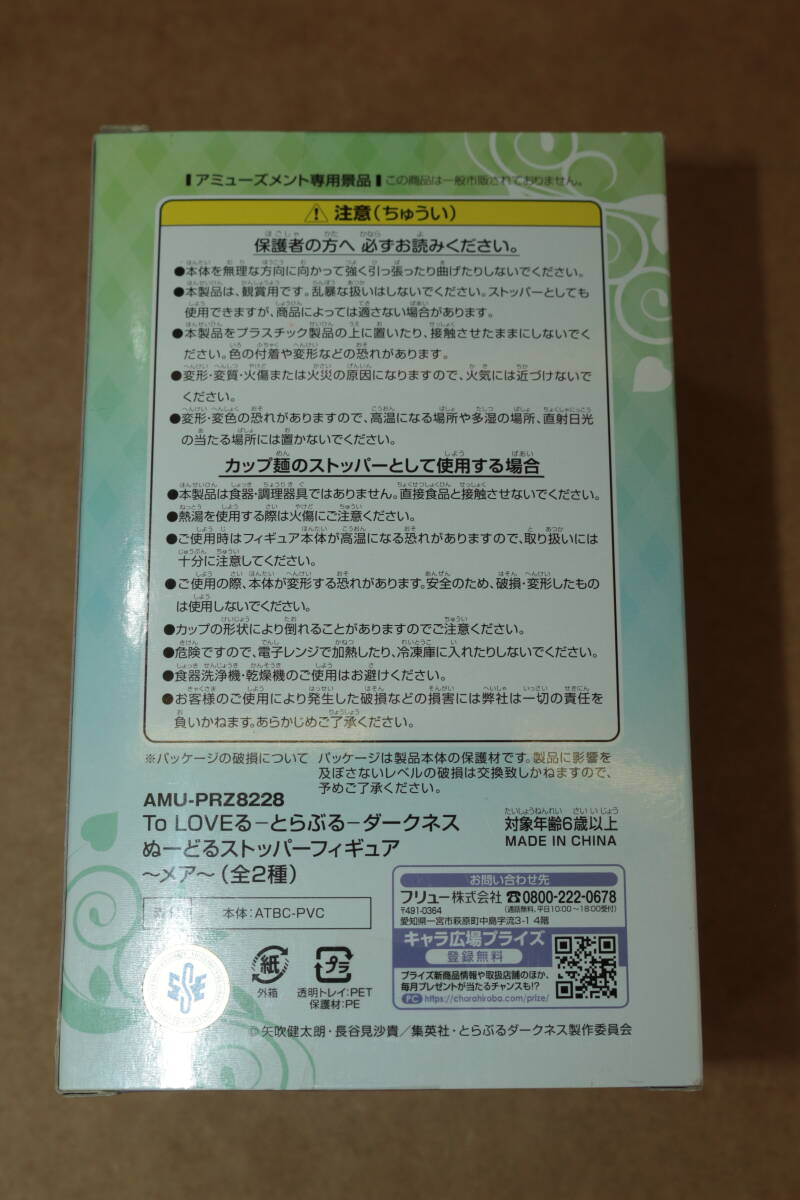 アミューズメント専用景品 この商品は一般市販されておりません。
注意(ちゅうい)
保護者の方へ 必ずお読みください。
●本体を無理な方向に向かって強く引っ張ったり曲げたりしないでください。
●本製品は、観賞用です。乱暴な扱いはしないでください。ストッパーとしても
使用できますが、商品によっては適さない場合があります。
●本製品をプラスチック製品の上に置いたり、接触させたままにしないでく
ださい。色の付着や変形などの恐れがあります。
●変形・変質・火傷または火災の原因になりますので、火気には近づけないで
ください。
●変形・変色の恐れがありますので、高温になる場所や多湿の場所、直射日光
の当たる場所には置かないでください。
カップ麺のストッパーとして使用する場合
●本製品は食器・調理器具ではありません。直接食品と接触させないでください。
●熱湯を使用する際は火傷にご注意ください。
●ご使用時はフィギュア本体が高温になる恐れがありますので、取り扱いには
十分に注意してください。
●ご使用の際、本体が変形する恐れがあります。安全のため、破損・変形したもの
は使用しないでください。
●カップの形状により倒れることがありますのでご注意ください。
●危険ですので、電子レンジで加熱したり、冷凍庫に入れたりしないでください。
●食器洗浄機・乾燥機のご使用はお避けください。
●お客様のご使用により発生した破損などの損害には弊社は一切の責任を
負いかねます。あらかじめご了承ください。
※パッケージの破損について パッケージは製品本体の保護材です。製品に影響を
及ぼさないレベルの破損は交換致しかねますので、
予めご了承ください。
AMU-PRZ8228
To LOVEる－とらぶる－ダークネス
ぬーどるストッパーフィギュア
～メア～(全2種)
対象年齢6歳以上
MADE IN CHINA
本体:ATBC-PVC
お問い合わせ先
フリュー株式会社 ☎0800-222-0678
〒491-0364 (通話無料、平日10:00～18:00受付)
愛知県一宮市萩原町中島字流3-1 4階
キャラ広場プライズ
登録無料
プライズ新商品情報や取扱店舗のほか、
毎月プレゼントが当たるチャンスも!?
PC https://charahiroba.com/prize/
紙
外箱
プラ
透明トレイ:PET
保護材:PE
SSE
©矢吹健太朗・長谷見沙貴／集英社・とらぶるダークネス製作委員会